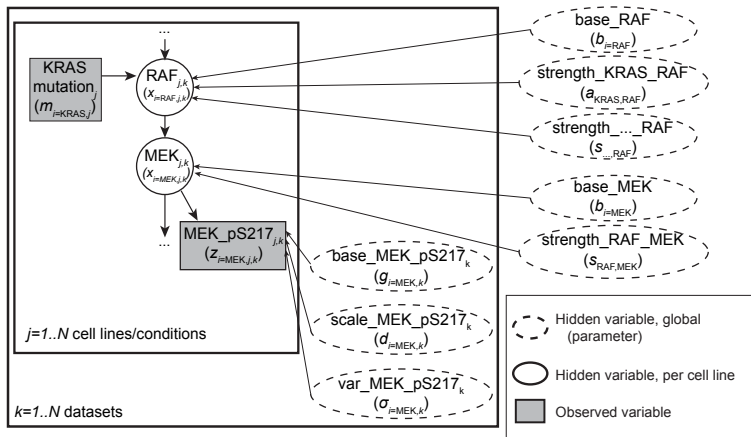 ...
KRAS
mutation_j
(m_i=KRAS,j)
RAF_j,k
(x_i=RAF,j,k)
MEK_j,k
(x_i=MEK,j,k)
...
MEK_pS217_j,k
(z_i=MEK,j,k)
j=1..N cell lines/conditions
k=1..N datasets
base_RAF
(b_i=RAF)
strength_KRAS_RAF
(a_KRAS,RAF)
strength_..._RAF
(s_...,RAF)
base_MEK
(b_i=MEK)
strength_RAF_MEK
(s_RAF,MEK)
base_MEK_pS217_k
(g_i=MEK,k)
scale_MEK_pS217_k
(d_i=MEK,k)
var_MEK_pS217_k
(σ_i=MEK,k)
Hidden variable, global
(parameter)
Hidden variable, per cell line
Observed variable